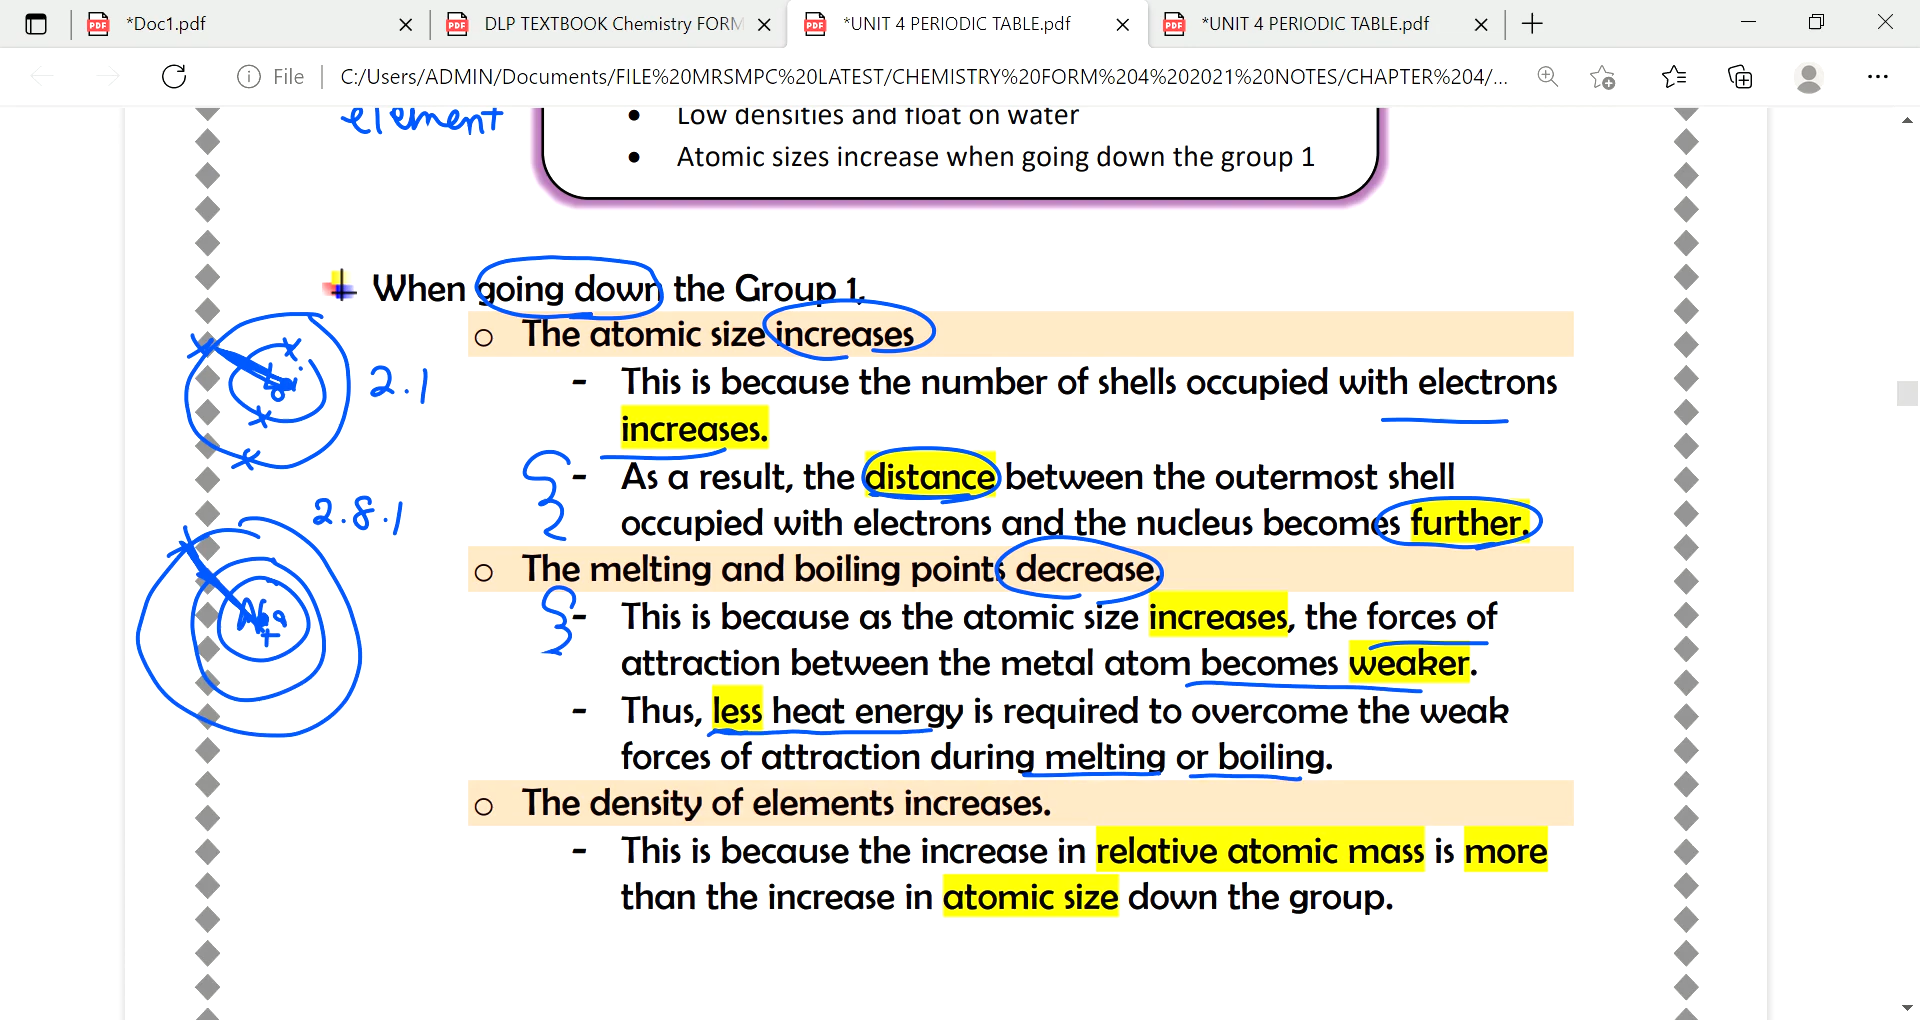 *Doc1.pdf
DLP TEXTBOOK Chemistry FORM
*UNIT 4 PERIODIC TABLE.pdf
*UNIT 4 PERIODIC TABLE.pdf
File
C:/Users/ADMIN/Documents/FILE%20MRSMPC%20LATEST/CHEMISTRY%20FORM%204%202021%20NOTES/CHAPTER%204/...
element
• Low densities and float on water
• Atomic sizes increase when going down the group 1
When going down the Group 1,
o The atomic size increases
2.1
- This is because the number of shells occupied with electrons
increases.
- As a result, the distance between the outermost shell
2.8.1
occupied with electrons and the nucleus becomes further.
o The melting and boiling points decrease.
- This is because as the atomic size increases, the forces of
Na
attraction between the metal atom becomes weaker.
- Thus, less heat energy is required to overcome the weak
forces of attraction during melting or boiling.
o The density of elements increases.
- This is because the increase in relative atomic mass is more
than the increase in atomic size down the group.